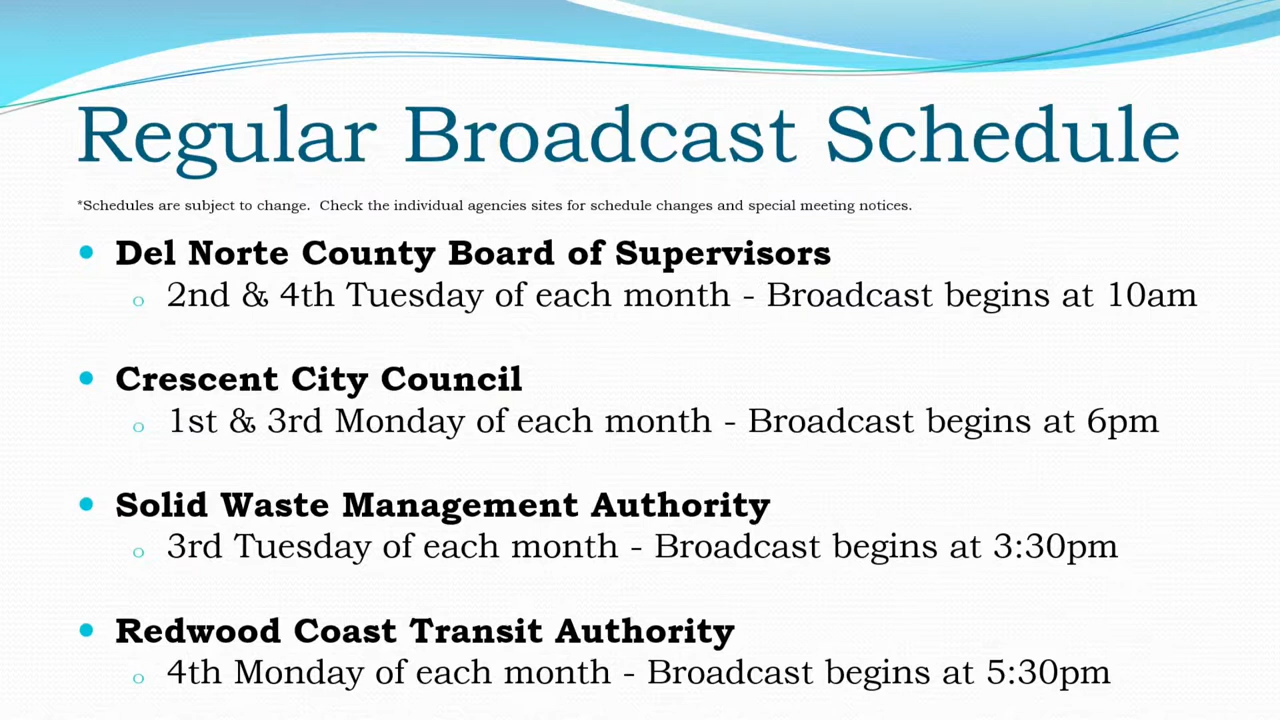 Regular Broadcast Schedule
*Schedules are subject to change. Check the individual agencies sites for schedule changes and special meeting notices.
Del Norte County Board of Supervisors
2nd & 4th Tuesday of each month - Broadcast begins at 10am
Crescent City Council
1st & 3rd Monday of each month - Broadcast begins at 6pm
Solid Waste Management Authority
3rd Tuesday of each month - Broadcast begins at 3:30pm
Redwood Coast Transit Authority
4th Monday of each month - Broadcast begins at 5:30pm